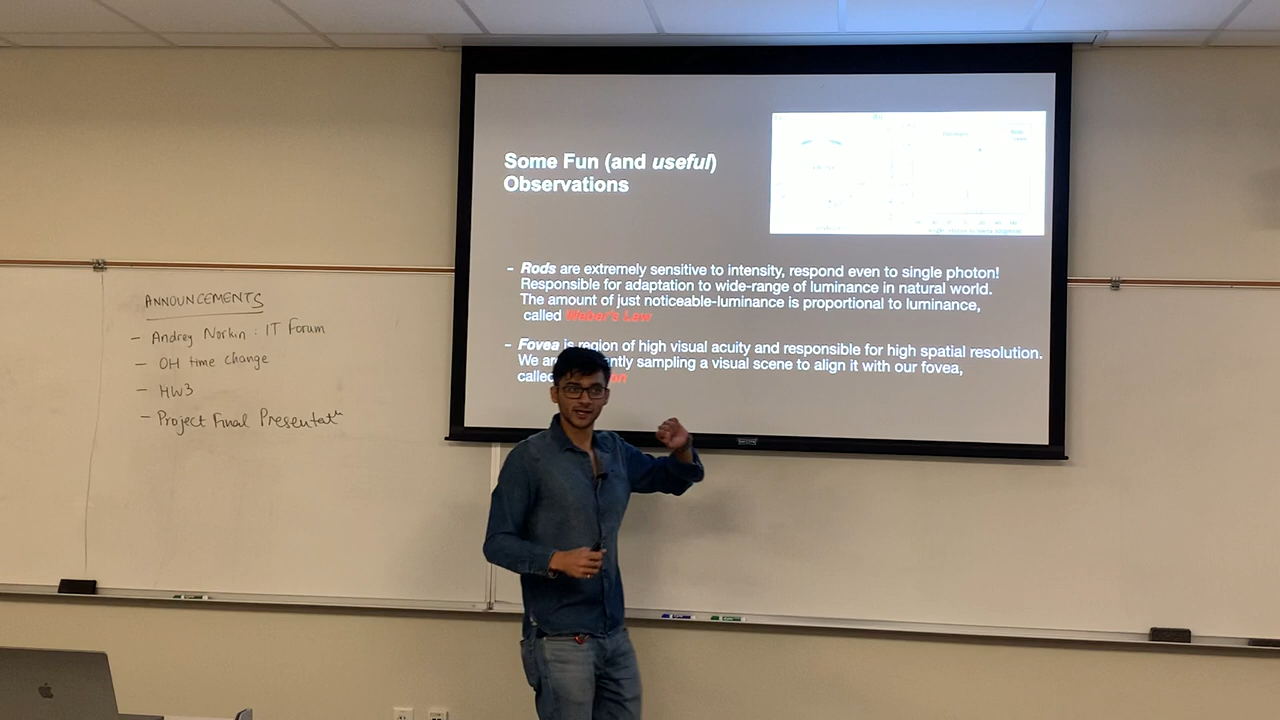 ANNOUNCEMENTS
- Andrey Norkin : IT Forum
- OH time change
- HW3
- Project Final Presentatn
Some Fun (and useful)
Observations
- Rods are extremely sensitive to intensity, respond even to single photon!
Responsible for adaptation to wide-range of luminance in natural world.
The amount of just noticeable-luminance is proportional to luminance,
called Weber's Law
- Fovea is region of high visual acuity and responsible for high spatial resolution.
We are sampling a visual scene to align it with our fovea,
called